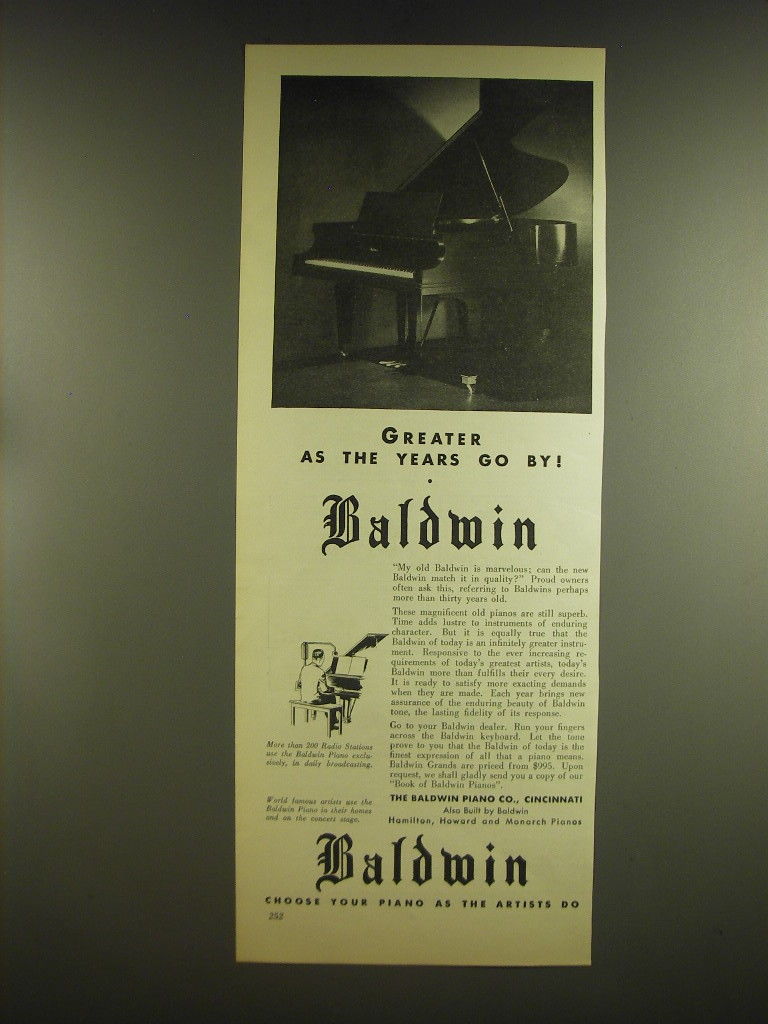 GREATER
AS THE YEARS GO BY!
Baldwin
"My old Baldwin is marvelous; can the new
Baldwin match it in quality?" Proud owners
often ask this, referring to Baldwins perhaps
more than thirty years old.
These magnificent old pianos are still superb.
Time adds lustre to instruments of enduring
character. But it is equally true that the
Baldwin of today is an infinitely greater instru-
ment. Responsive to the ever increasing re-
quirements of today's greatest artists, today's
Baldwin more than fulfills their every desire.
It is ready to satisfy more exacting demands
when they are made. Each year brings new
assurance of the enduring beauty of Baldwin
tone, the lasting fidelity of its response.
Go to your Baldwin dealer. Run your fingers
across the Baldwin keyboard. Let the tone
prove to you that the Baldwin of today is the
finest expression of all that a piano means.
Baldwin Grands are priced from $995. Upon
request, we shall gladly send you a copy of our
"Book of Baldwin Pianos".
More than 200 Radio Stations
use the Baldwin Piano exclu-
sively, in daily broadcasting.
World famous artists use the
Baldwin Piano in their homes
and on the concert stage.
THE BALDWIN PIANO CO., CINCINNATI
Also Built by Baldwin
Hamilton, Howard and Monarch Pianos
Baldwin
CHOOSE YOUR PIANO AS THE ARTISTS DO
252